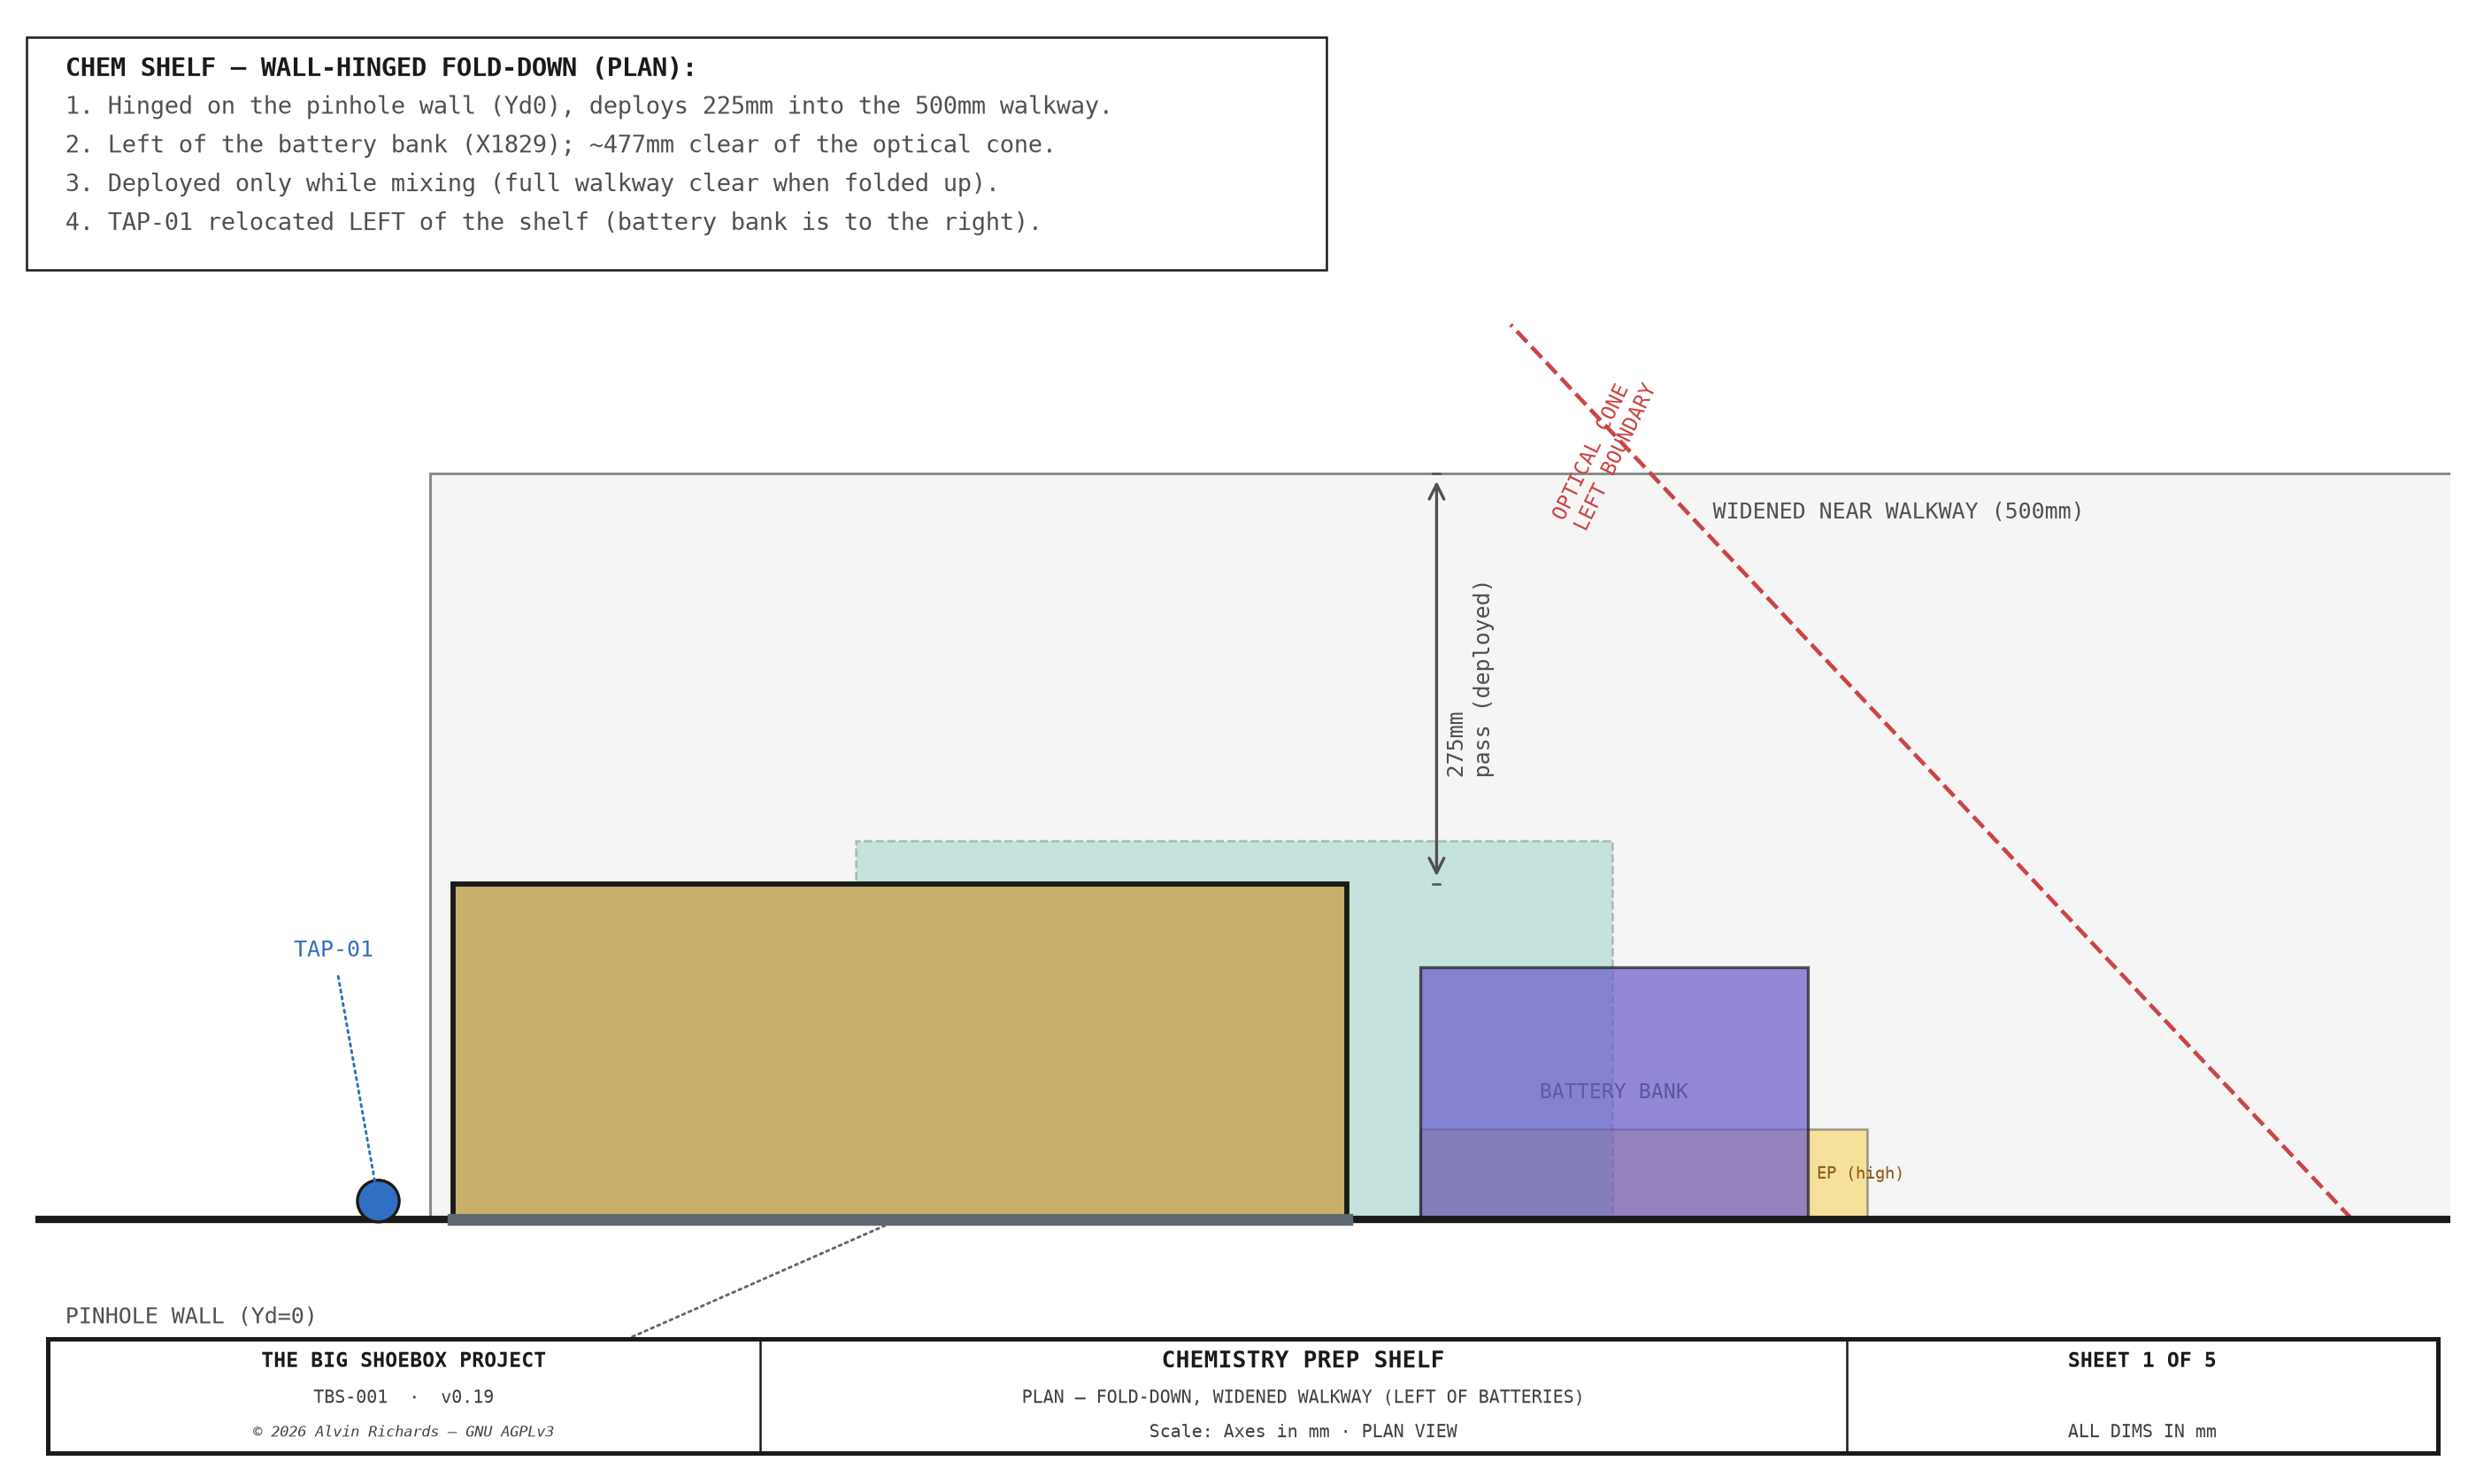 CHEM SHELF — WALL-HINGED FOLD-DOWN (PLAN):
1. Hinged on the pinhole wall (Yd0), deploys 225mm into the 500mm walkway.
2. Left of the battery bank (X1829); ~477mm clear of the optical cone.
3. Deployed only while mixing (full walkway clear when folded up).
4. TAP-01 relocated LEFT of the shelf (battery bank is to the right).
OPTICAL CONE
LEFT BOUNDARY
WIDENED NEAR WALKWAY (500mm)
275mm
pass (deployed)
TAP-01
BATTERY BANK
EP (high)
PINHOLE WALL (Yd=0)
THE BIG SHOEBOX PROJECT
TBS-001 · v0.19
© 2026 Alvin Richards — GNU AGPLv3
CHEMISTRY PREP SHELF
PLAN — FOLD-DOWN, WIDENED WALKWAY (LEFT OF BATTERIES)
Scale: Axes in mm · PLAN VIEW
SHEET 1 OF 5
ALL DIMS IN mm